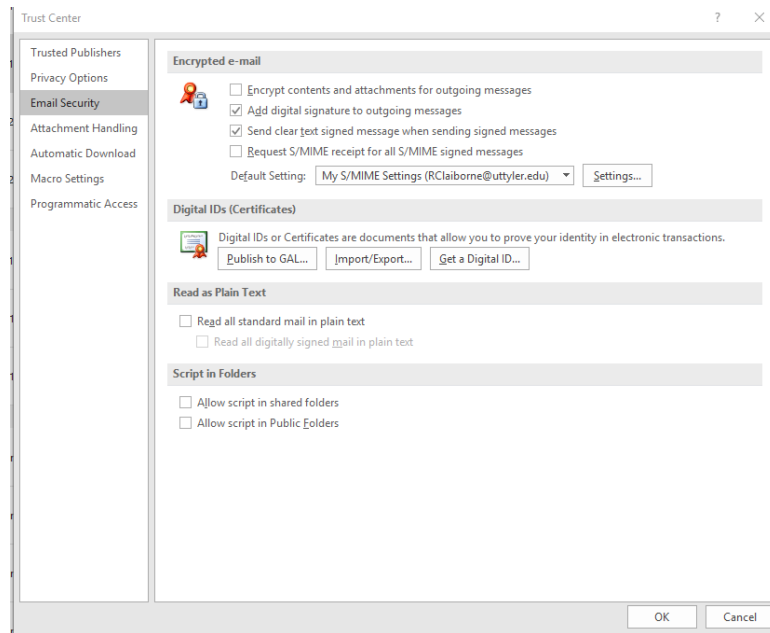 Trust Center
Trusted Publishers
Privacy Options
Email Security
Attachment Handling
Automatic Download
Macro Settings
Programmatic Access
Encrypted e-mail
Encrypt contents and attachments for outgoing messages
Add digital signature to outgoing messages
Send clear text signed message when sending signed messages
Request S/MIME receipt for all S/MIME signed messages
Default Setting: My S/MIME Settings (RClaiborne@uttyler.edu) Settings...
Digital IDs (Certificates)
Digital IDs or Certificates are documents that allow you to prove your identity in electronic transactions.
Publish to GAL... Import/Export... Get a Digital ID...
Read as Plain Text
Read all standard mail in plain text
Read all digitally signed mail in plain text
Script in Folders
Allow script in shared folders
Allow script in Public Folders
OK Cancel